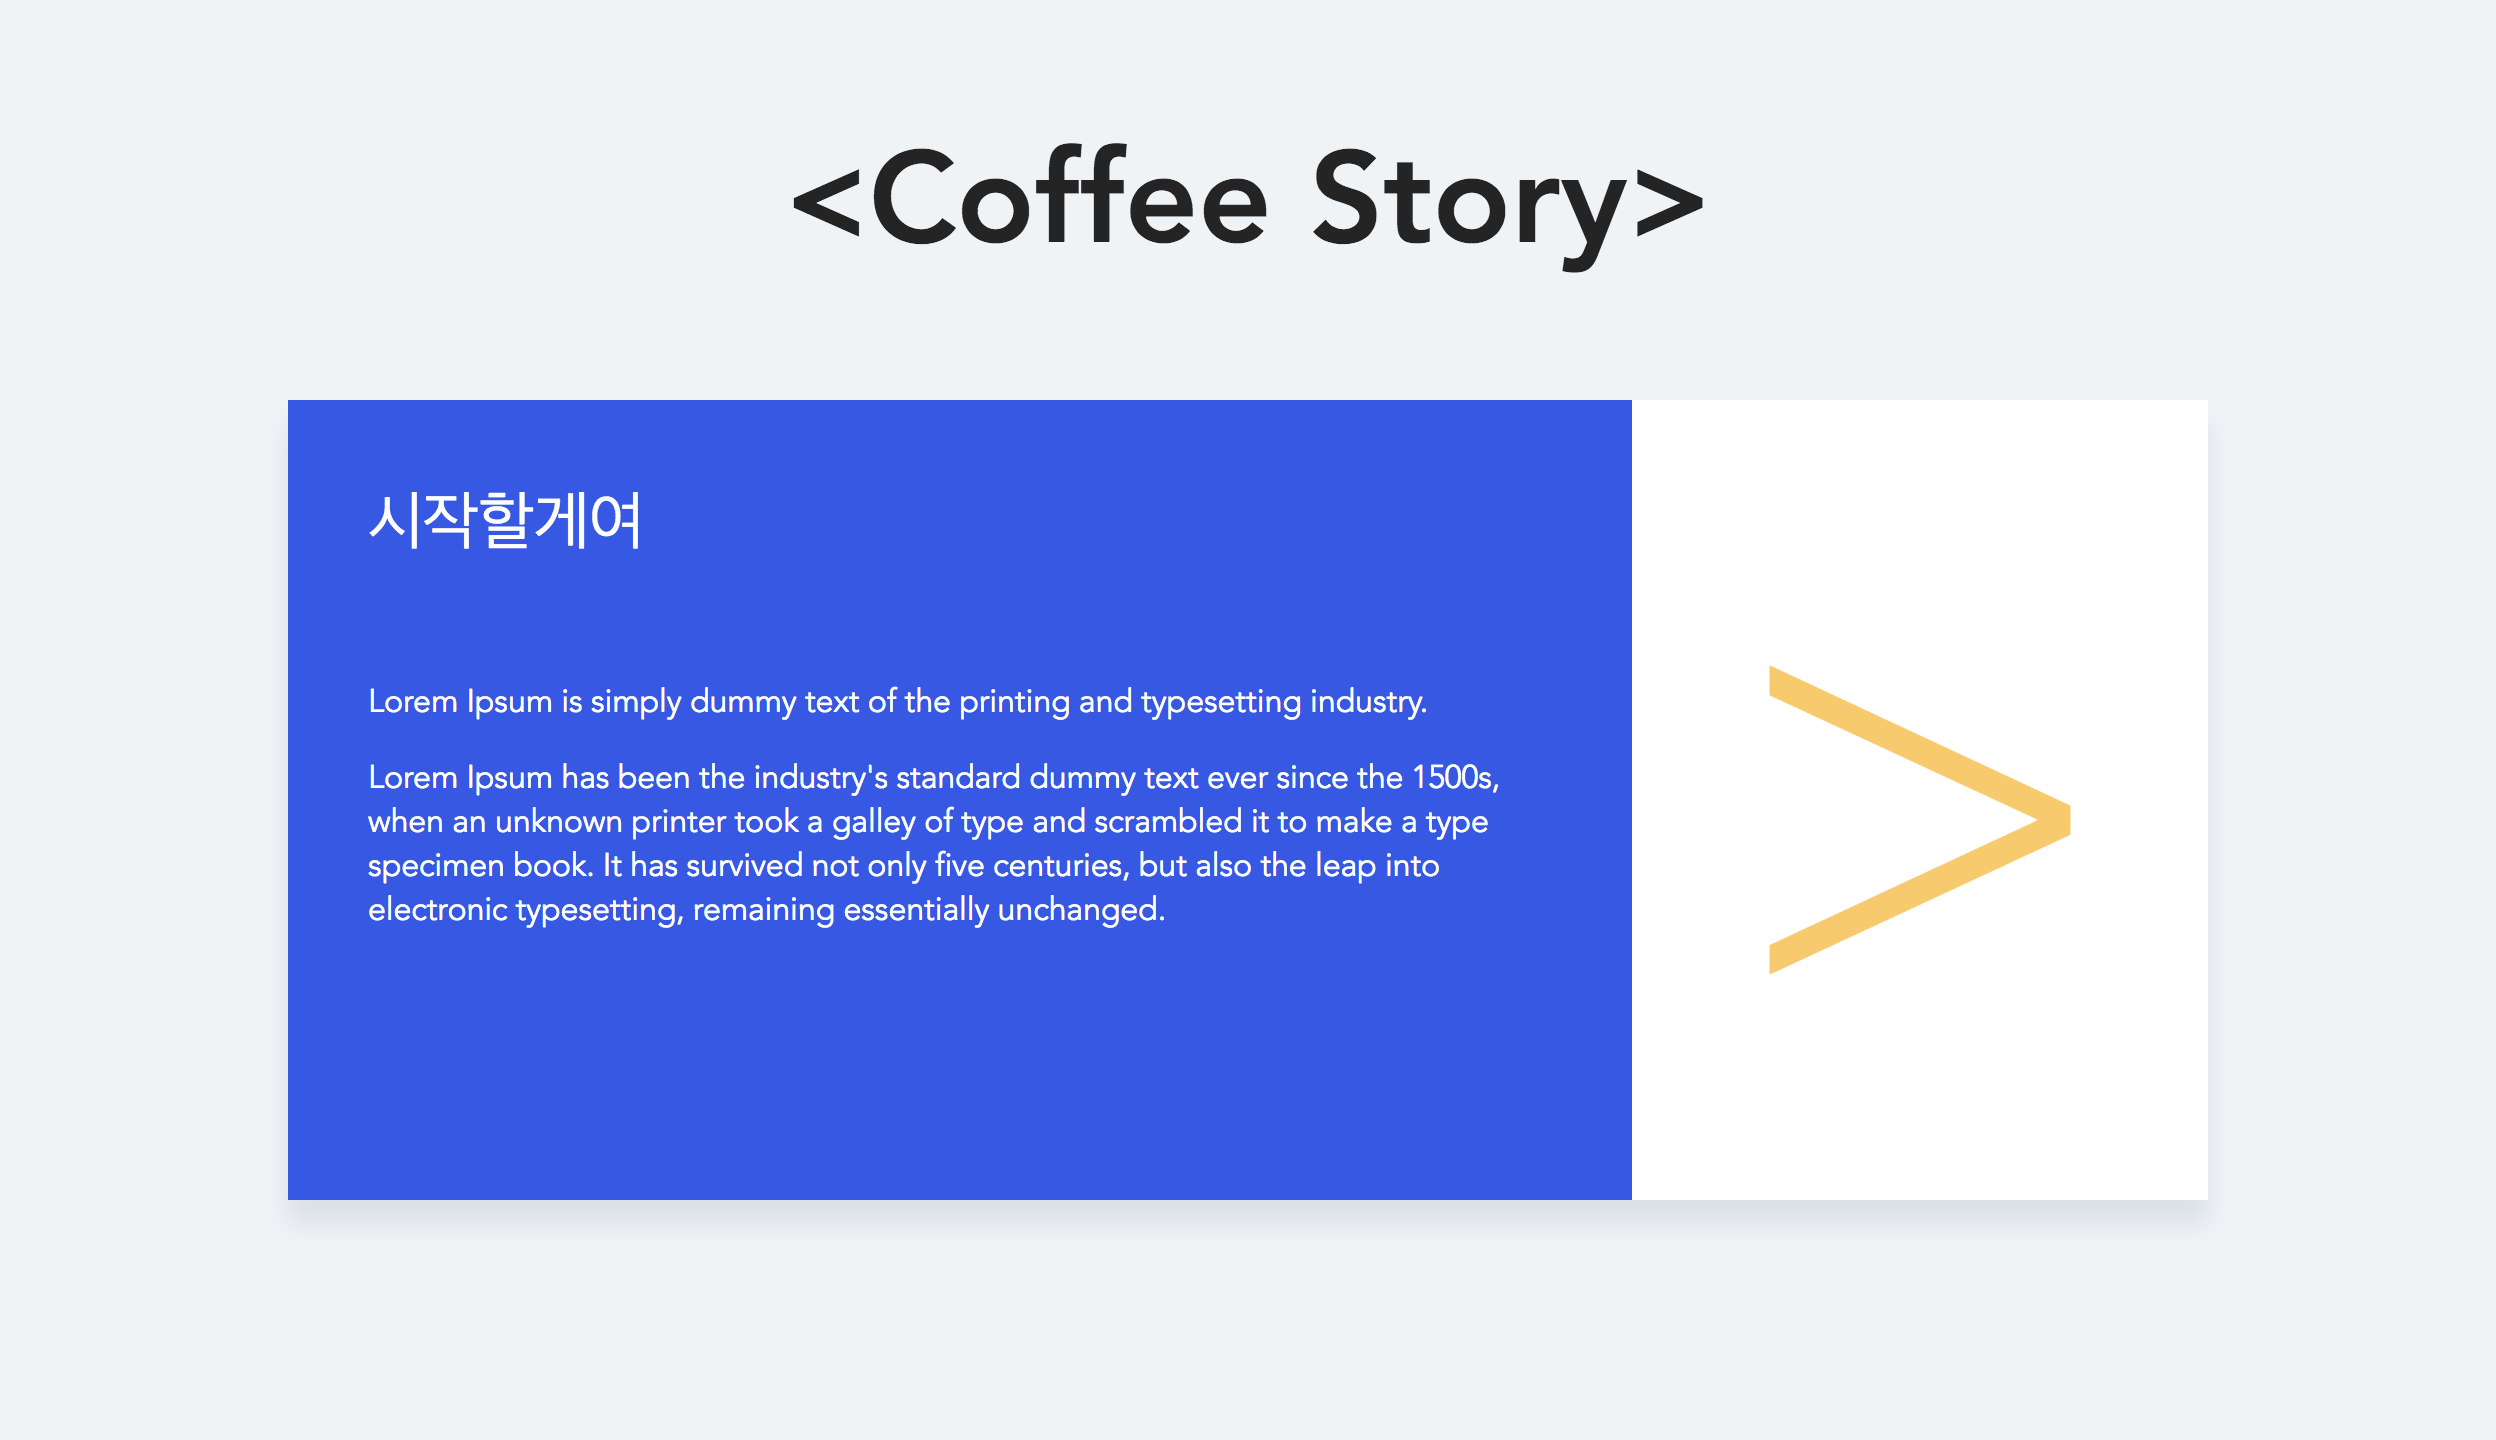 <Coffee Story>
시작할게여
Lorem Ipsum is simply dummy text of the printing and typesetting industry.
Lorem Ipsum has been the industry's standard dummy text ever since the 1500s,
when an unknown printer took a galley of type and scrambled it to make a type
specimen book. It has survived not only five centuries, but also the leap into
electronic typesetting, remaining essentially unchanged.
>